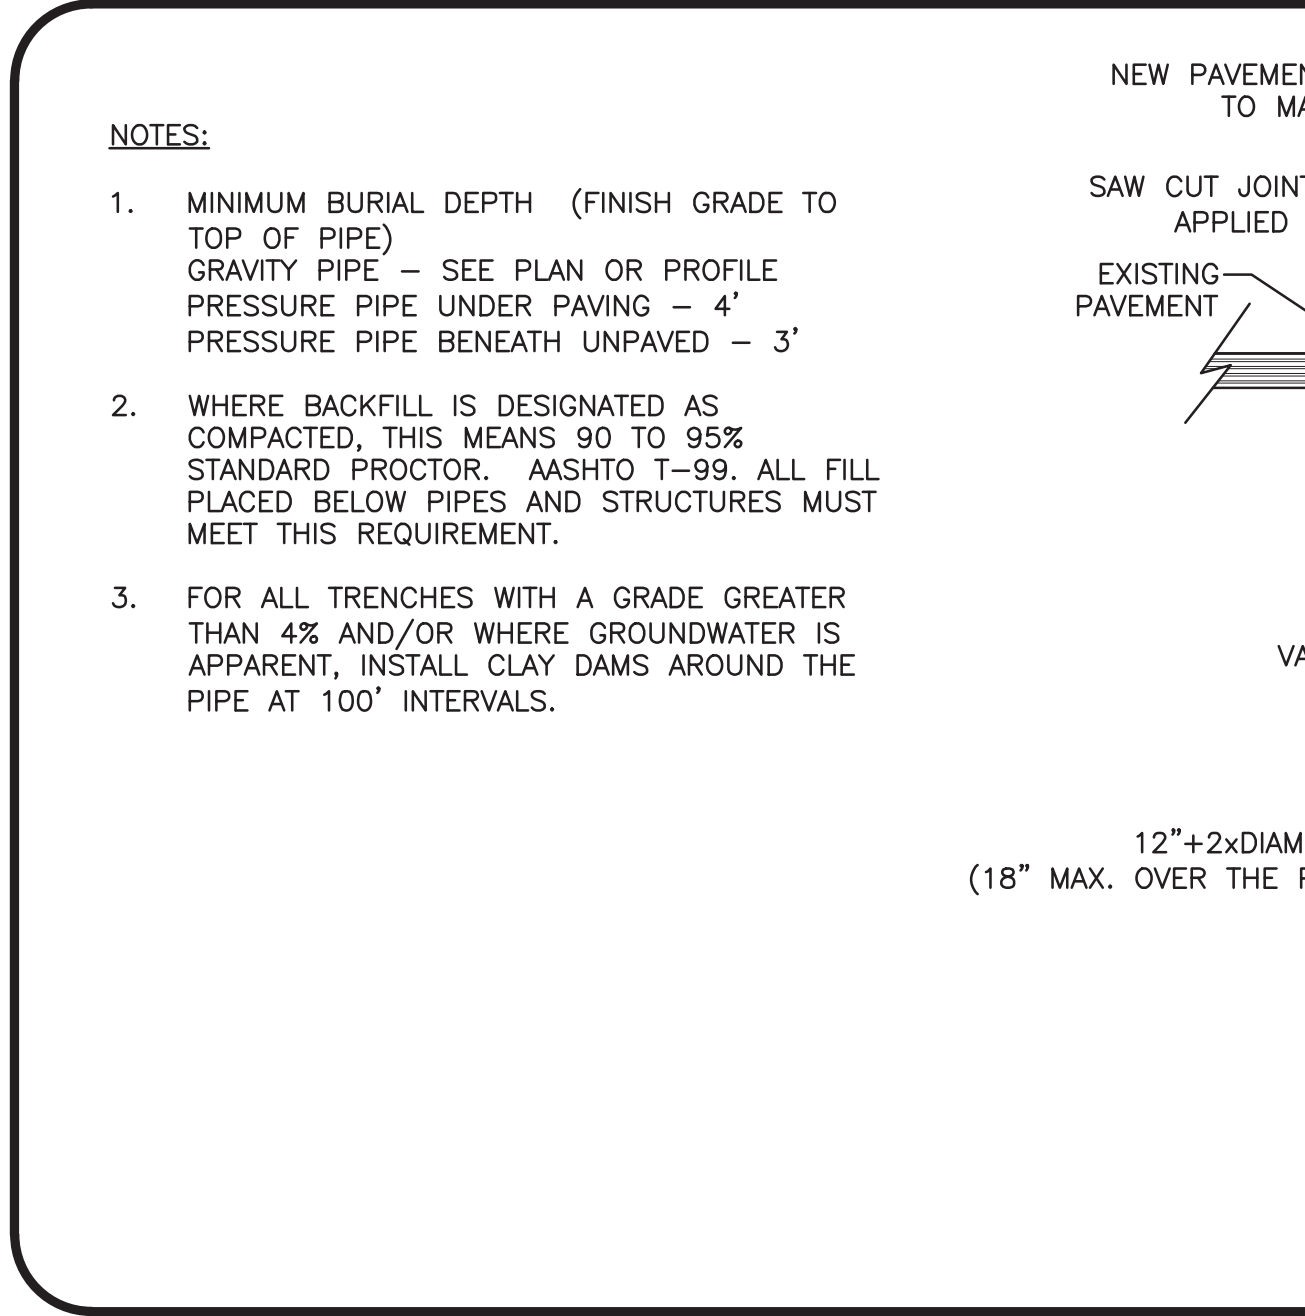 NOTES:
1. MINIMUM BURIAL DEPTH (FINISH GRADE TO
TOP OF PIPE)
GRAVITY PIPE – SEE PLAN OR PROFILE
PRESSURE PIPE UNDER PAVING – 4'
PRESSURE PIPE BENEATH UNPAVED – 3'
2. WHERE BACKFILL IS DESIGNATED AS
COMPACTED, THIS MEANS 90 TO 95%
STANDARD PROCTOR. AASHTO T–99. ALL FILL
PLACED BELOW PIPES AND STRUCTURES MUST
MEET THIS REQUIREMENT.
3. FOR ALL TRENCHES WITH A GRADE GREATER
THAN 4% AND/OR WHERE GROUNDWATER IS
APPARENT, INSTALL CLAY DAMS AROUND THE
PIPE AT 100' INTERVALS.
NEW
TO
SAW CUT
APPLIED
EXISTING
PAVEMENT
12"+2xDIAM
(18" MAX. OVER THE